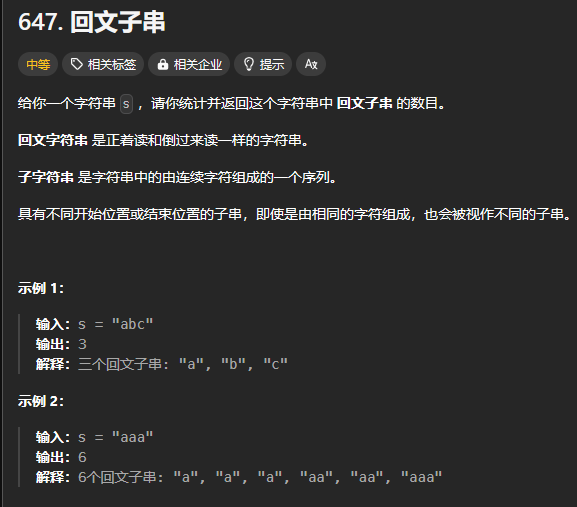 647. 回文子串
中等 相关标签 相关企业 提示 A文
给你一个字符串 s ，请你统计并返回这个字符串中 回文子串 的数目。
回文字符串 是正着读和倒过来读一样的字符串。
子字符串 是字符串中的由连续字符组成的一个序列。
具有不同开始位置或结束位置的子串，即使是由相同的字符组成，也会被视作不同的子串。
示例 1：
输入：s = "abc"
输出：3
解释：三个回文子串: "a", "b", "c"
示例 2：
输入：s = "aaa"
输出：6
解释：6个回文子串: "a", "a", "a", "aa", "aa", "aaa"